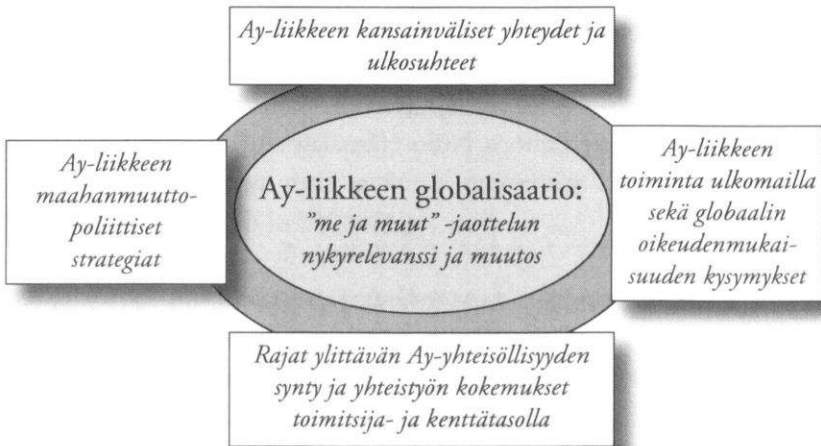 Ay-liikkeen kansainväliset yhteydet ja
ulkosuhteet
Ay-liikkeen
maahanmuutto-
poliittiset
strategiat
Ay-liikkeen globalisaatio:
”me ja muut” -jaottelun
nykyrelevanssi ja muutos
Ay-liikkeen
toiminta ulkomailla
sekä globaalin
oikeudenmukai-
suuden kysymykset
Rajat ylittävän Ay-yhteisöllisyyden
synty ja yhteistyön kokemukset
toimitsija- ja kenttätasolla